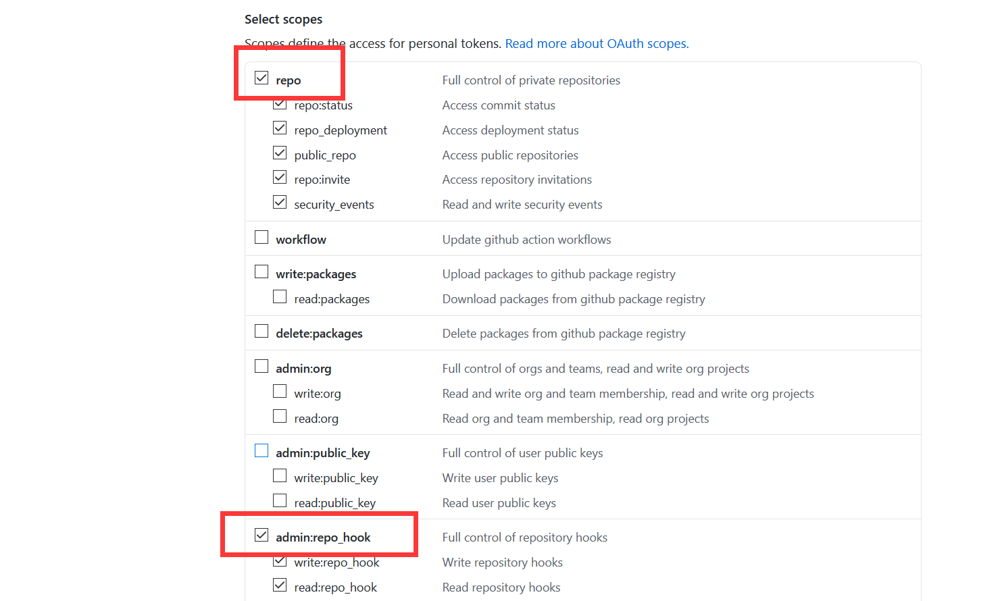 Select scopes
Scopes define the access for personal tokens. Read more about OAuth scopes.
repo Full control of private repositories
repo:status Access commit status
repo_deployment Access deployment status
public_repo Access public repositories
repo:invite Access repository invitations
security_events Read and write security events
workflow Update github action workflows
write:packages Upload packages to github package registry
read:packages Download packages from github package registry
delete:packages Delete packages from github package registry
admin:org Full control of orgs and teams, read and write org projects
write:org Read and write org and team membership, read and write org projects
read:org Read org and team membership, read org projects
admin:public_key Full control of user public keys
write:public_key Write user public keys
read:public_key Read user public keys
admin:repo_hook Full control of repository hooks
write:repo_hook Write repository hooks
read:repo_hook Read repository hooks